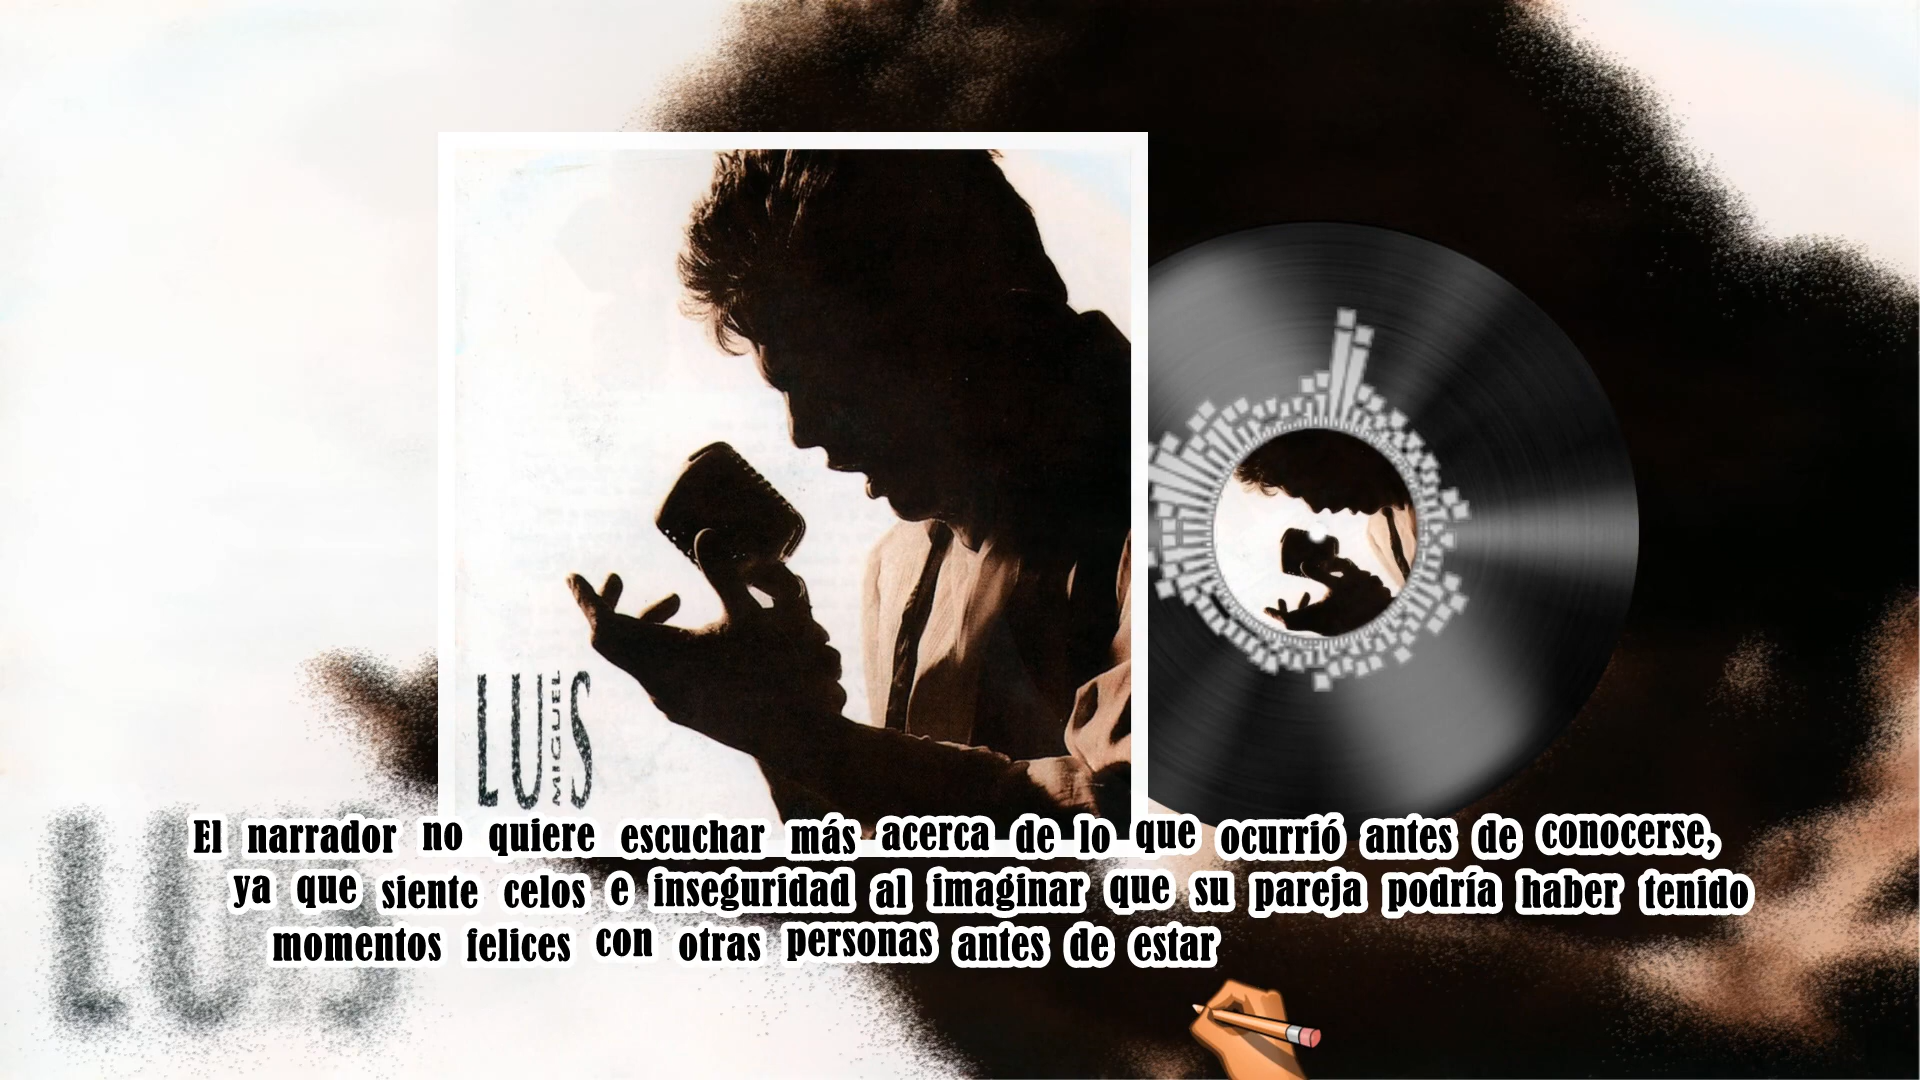 LUIS
MIGUEL
El narrador no quiere escuchar más acerca de lo que ocurrió antes de conocerse,
ya que siente celos e inseguridad al imaginar que su pareja podría haber tenido
momentos felices con otras personas antes de estar
LUIS